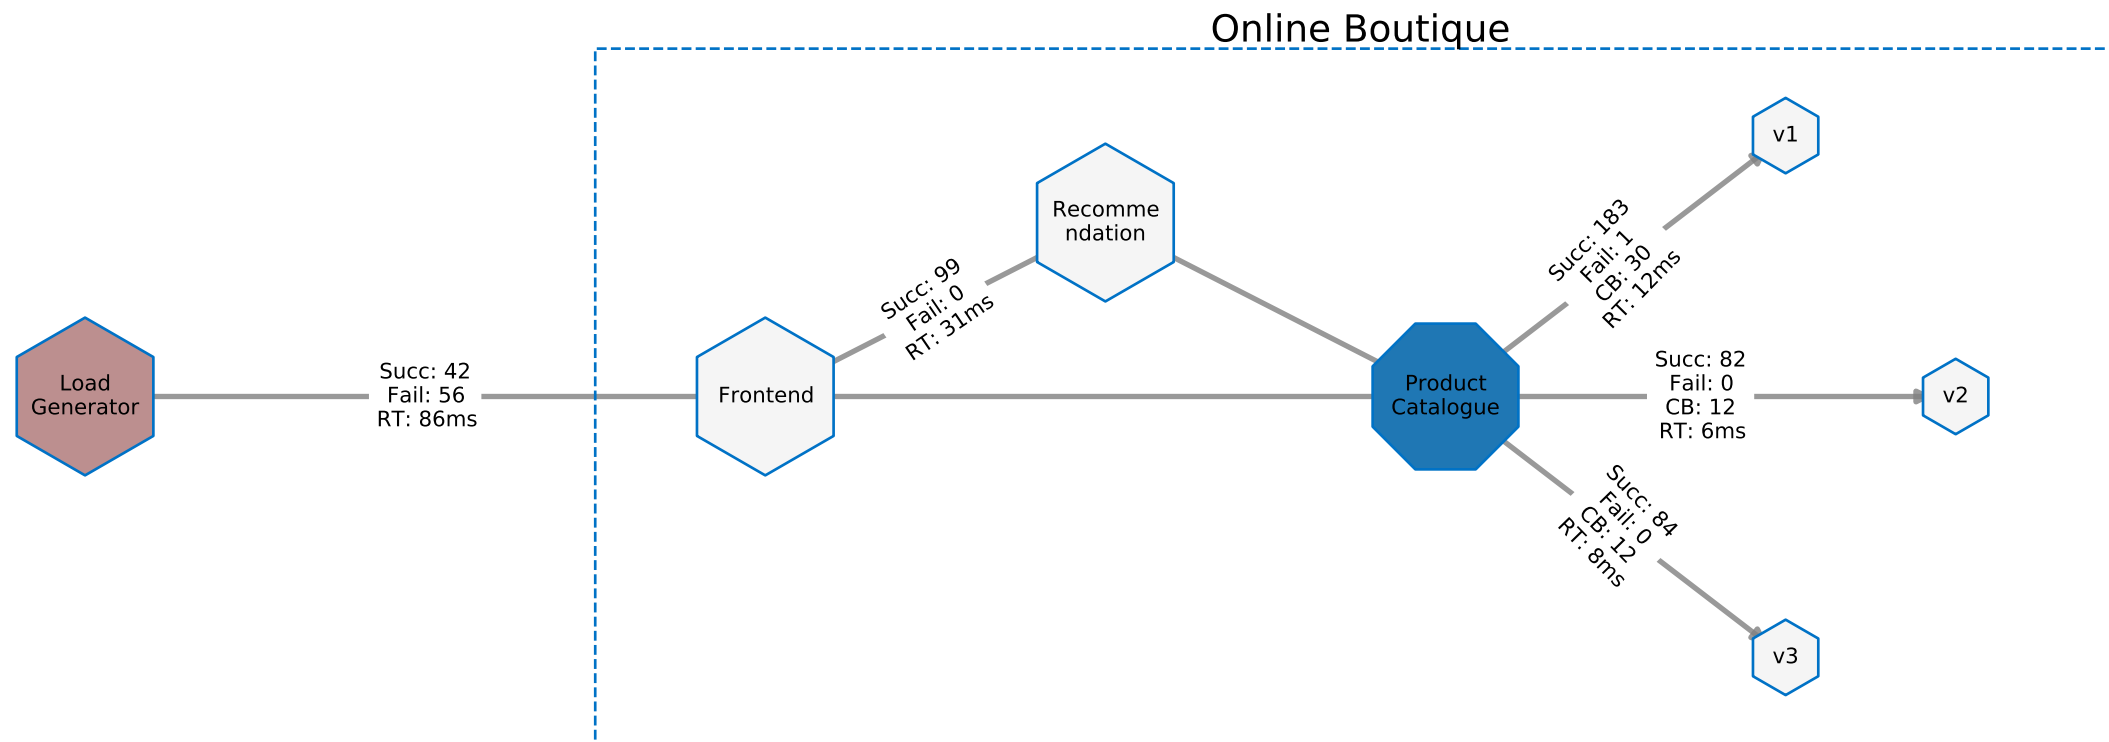 Online Boutique
Load
Generator
Succ: 42
Fail: 56
RT: 86ms
Frontend
Succ: 99
Fail: 0
RT: 31ms
Recomme
ndation
Product
Catalogue
Succ: 183
Fail: 1
CB: 30
RT: 12ms
v1
Succ: 82
Fail: 0
CB: 12
RT: 6ms
v2
Succ: 84
Fail: 0
CB: 12
RT: 8ms
v3